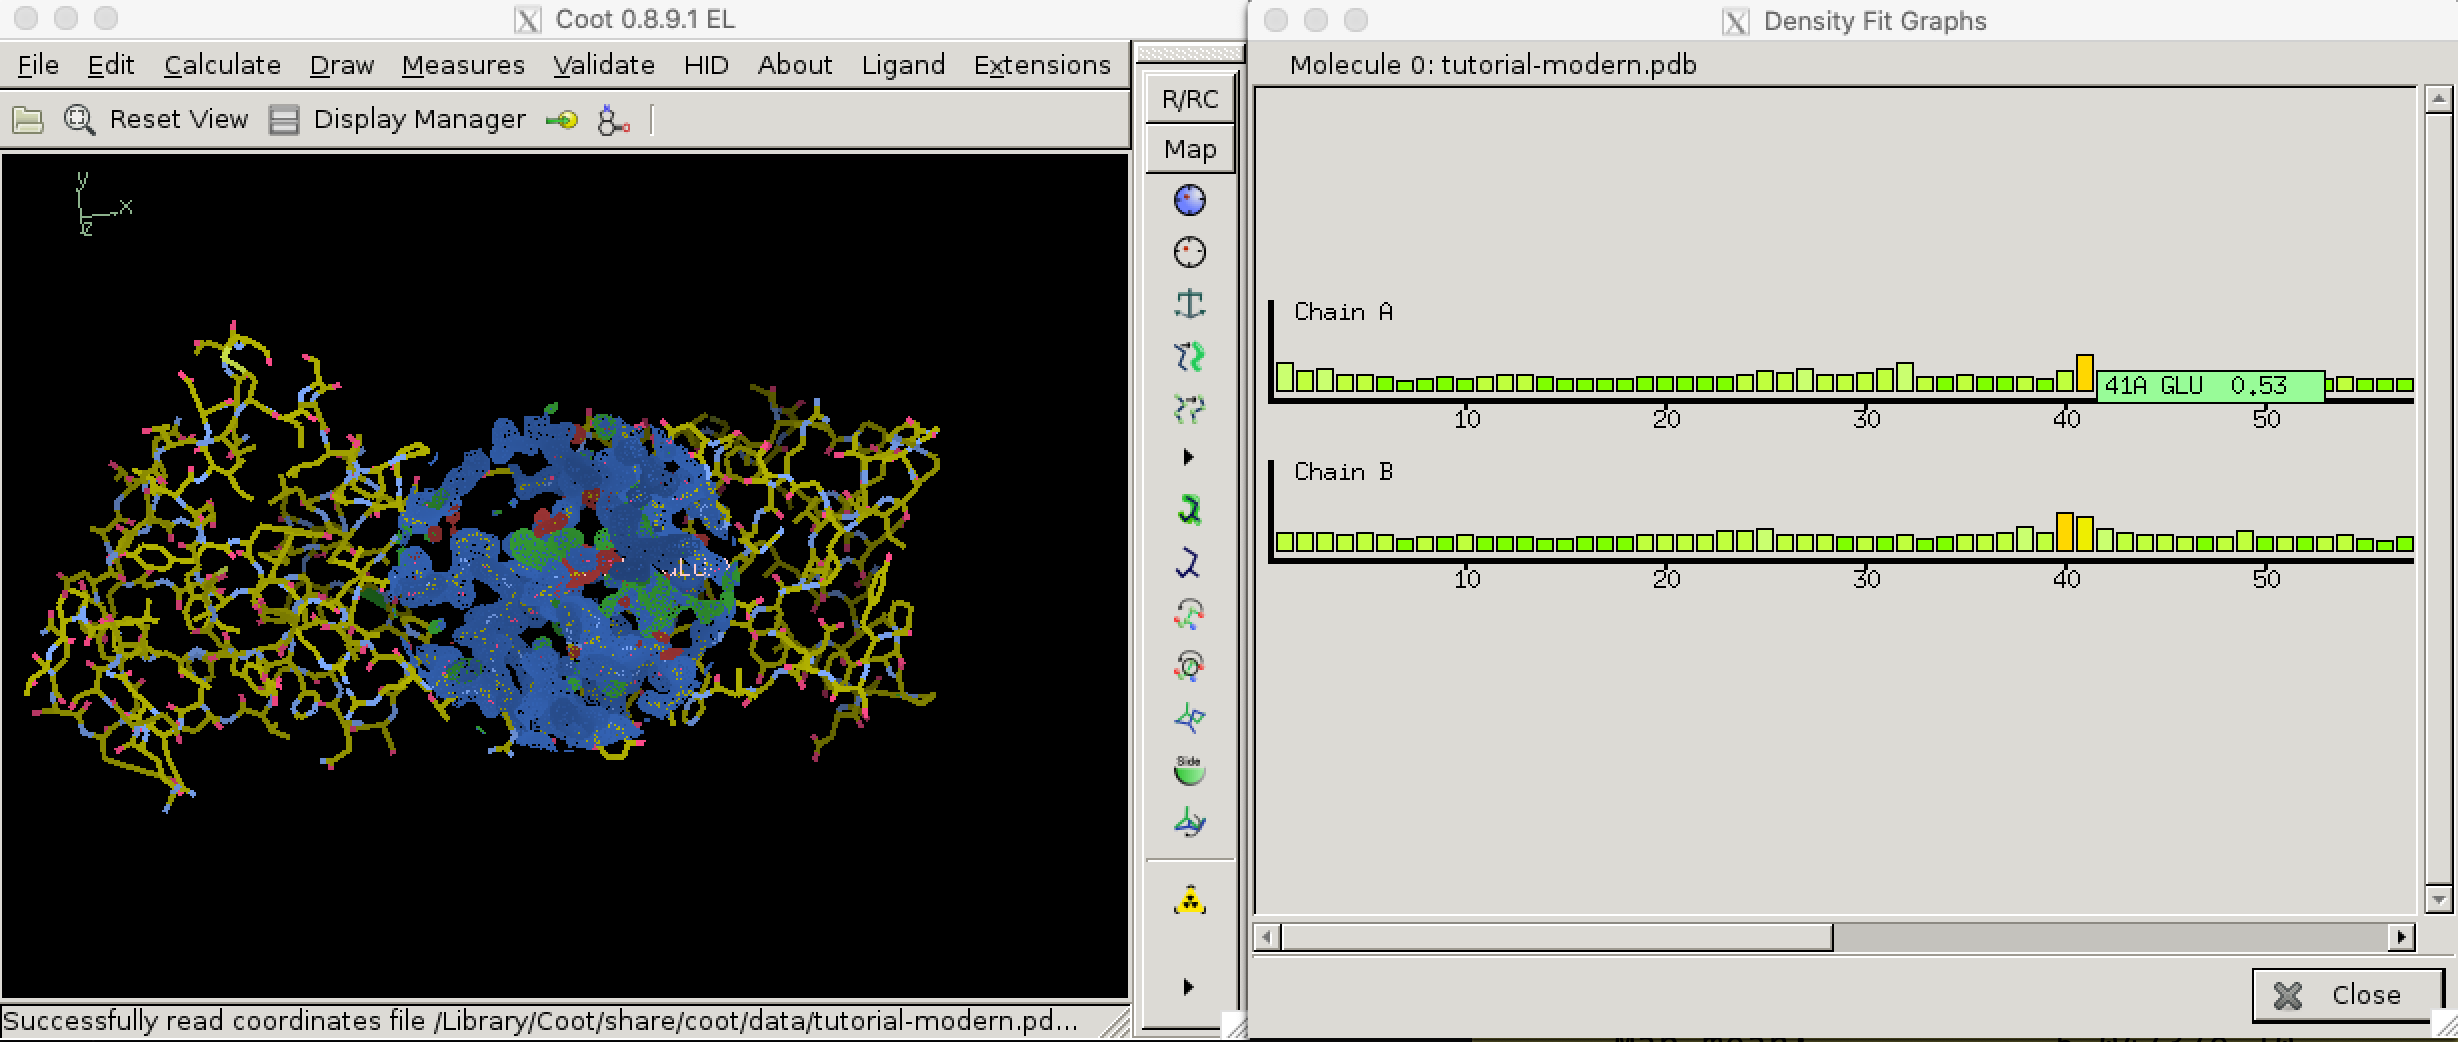 Coot 0.8.9.1 EL
File Edit Calculate Draw Measures Validate HID About Ligand Extensions
Reset View Display Manager
R/RC
Map
y
x
z
Side
Successfully read coordinates file /Library/Coot/share/coot/data/tutorial-modern.pd...
Density Fit Graphs
Molecule 0: tutorial-modern.pdb
Chain A
41A GLU 0.53
10 20 30 40 50
Chain B
10 20 30 40 50
Close